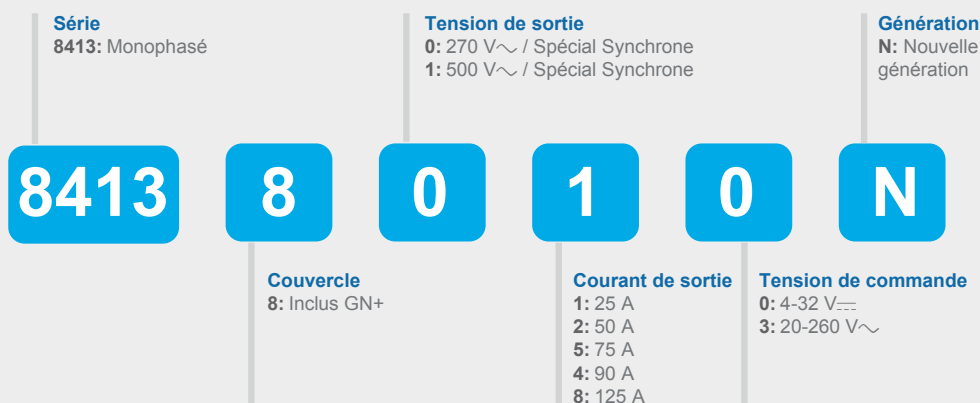 Série
8413: Monophasé
Tension de sortie
0: 270 V∼ / Spécial Synchrone
1: 500 V∼ / Spécial Synchrone
Génération
N: Nouvelle
génération
8413 8 0 1 0 N
Couvercle
8: Inclus GN+
Courant de sortie
1: 25 A
2: 50 A
5: 75 A
4: 90 A
8: 125 A
Tension de commande
0: 4-32 V⎓
3: 20-260 V∼